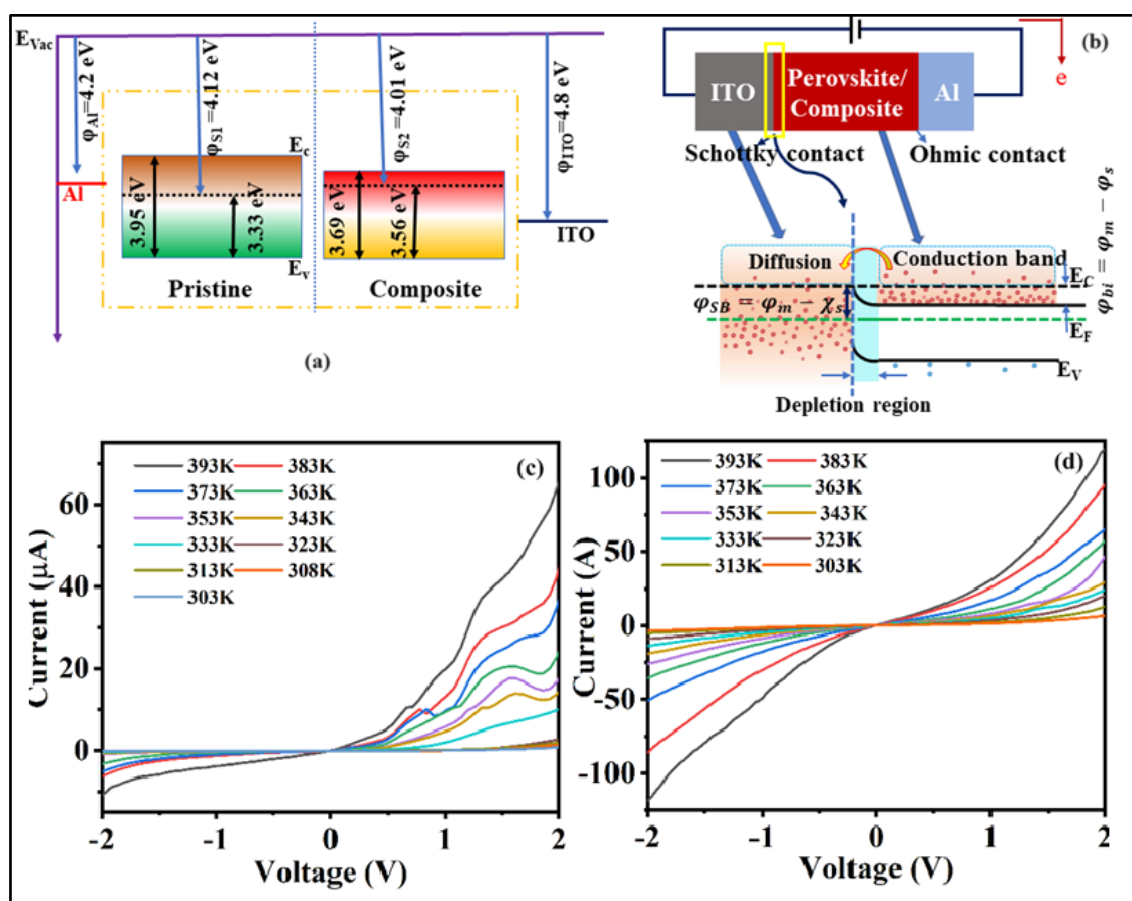 E_Vac
φ_Al=4.2 eV
φ_S1=4.12 eV
φ_S2 =4.01 eV
φ_ITO=4.8 eV
E_c
Al
3.95 eV
3.33 eV
3.69 eV
3.56 eV
ITO
E_v
Pristine
Composite
(a)
(b)
e
ITO
Perovskite/
Composite
Al
Schottky contact
Ohmic contact
φ_bi = φ_m − φ_s
Diffusion
Conduction band
E_C
φ_SB = φ_m − χ_s
E_F
E_V
Depletion region
(c)
393K
383K
373K
363K
353K
343K
333K
323K
313K
308K
303K
60
40
20
0
Current (μA)
-2
-1
0
1
2
Voltage (V)
(d)
393K
383K
373K
363K
353K
343K
333K
323K
313K
303K
100
50
0
-50
-100
Current (A)
-2
-1
0
1
2
Voltage (V)